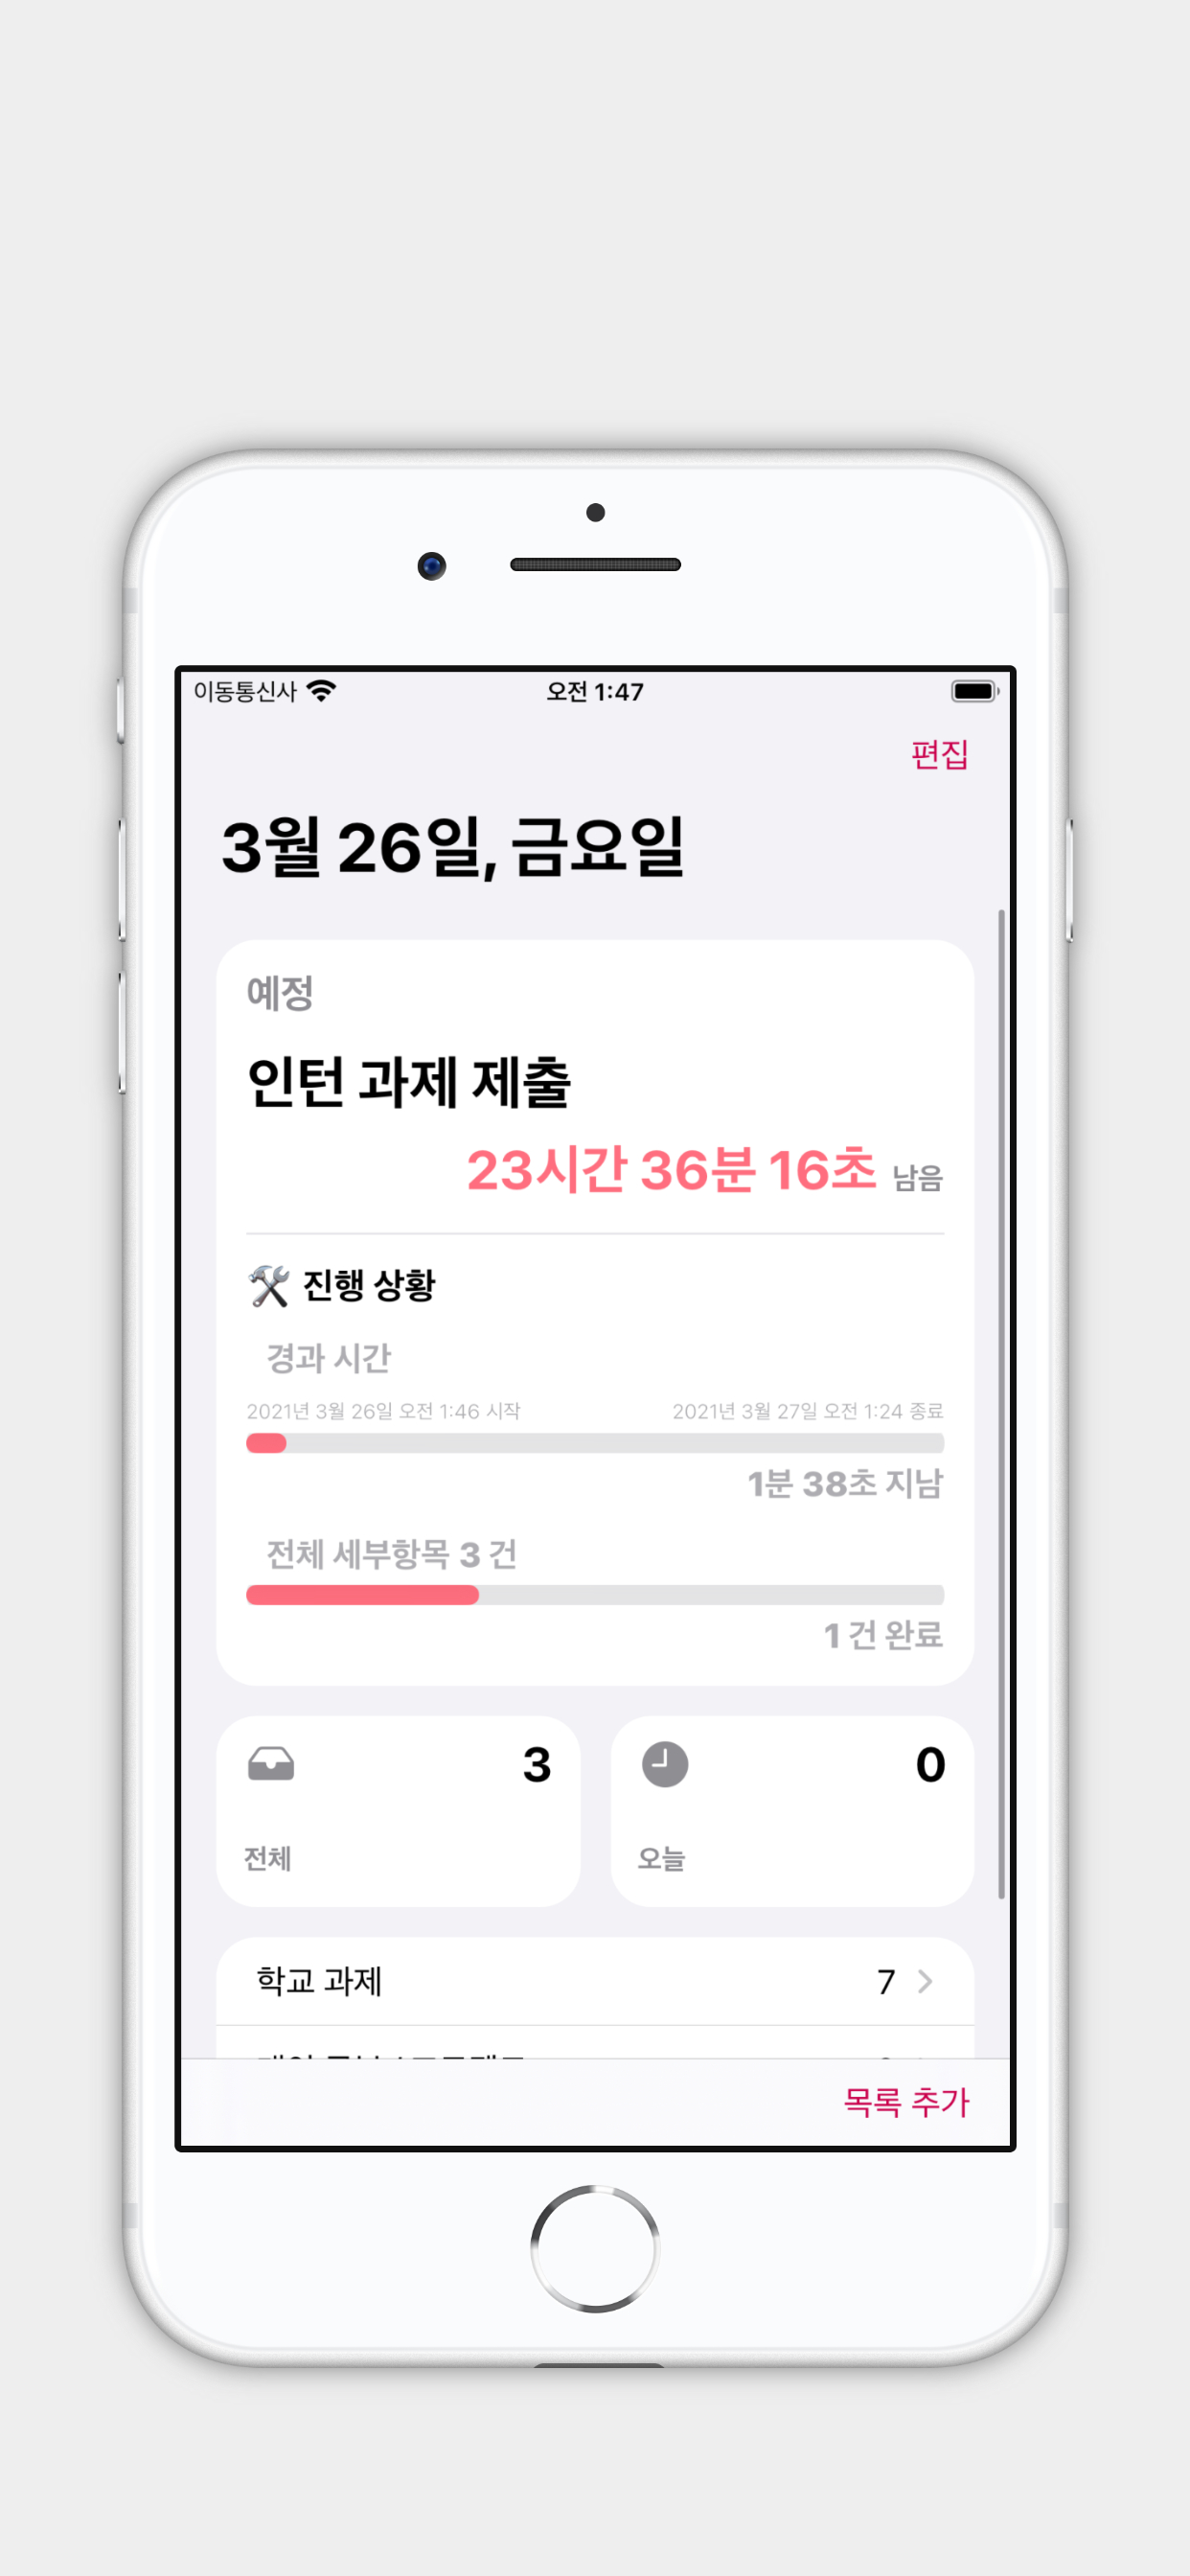 이동통신사
오전 1:47
편집
3월 26일, 금요일
예정
인턴 과제 제출
23시간 36분 16초 남음
진행 상황
경과 시간
2021년 3월 26일 오전 1:46 시작
2021년 3월 27일 오전 1:24 종료
1분 38초 지남
전체 세부항목 3 건
1 건 완료
3
전체
0
오늘
학교 과제 7
목록 추가